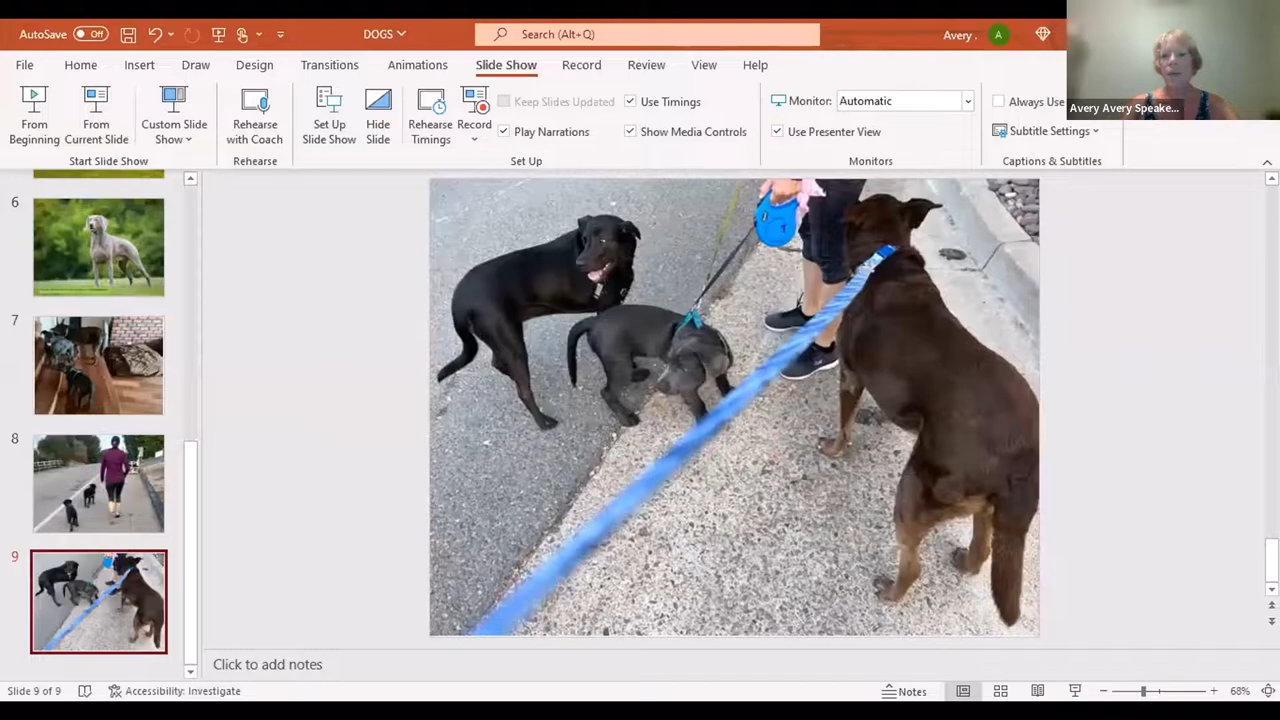 AutoSave Off DOGS Search (Alt+Q) Avery . A
File Home Insert Draw Design Transitions Animations Slide Show Record Review View Help
From Beginning
From Current Slide
Custom Slide Show
Rehearse with Coach
Set Up Slide Show
Hide Slide
Rehearse Timings
Record
Keep Slides Updated
Play Narrations
Use Timings
Show Media Controls
Monitor: Automatic
Use Presenter View
Always Use
Subtitle Settings
Start Slide Show Rehearse Set Up Monitors Captions & Subtitles
Avery Avery Speake...
6
7
8
9
Click to add notes
Slide 9 of 9 Accessibility: Investigate Notes 68%